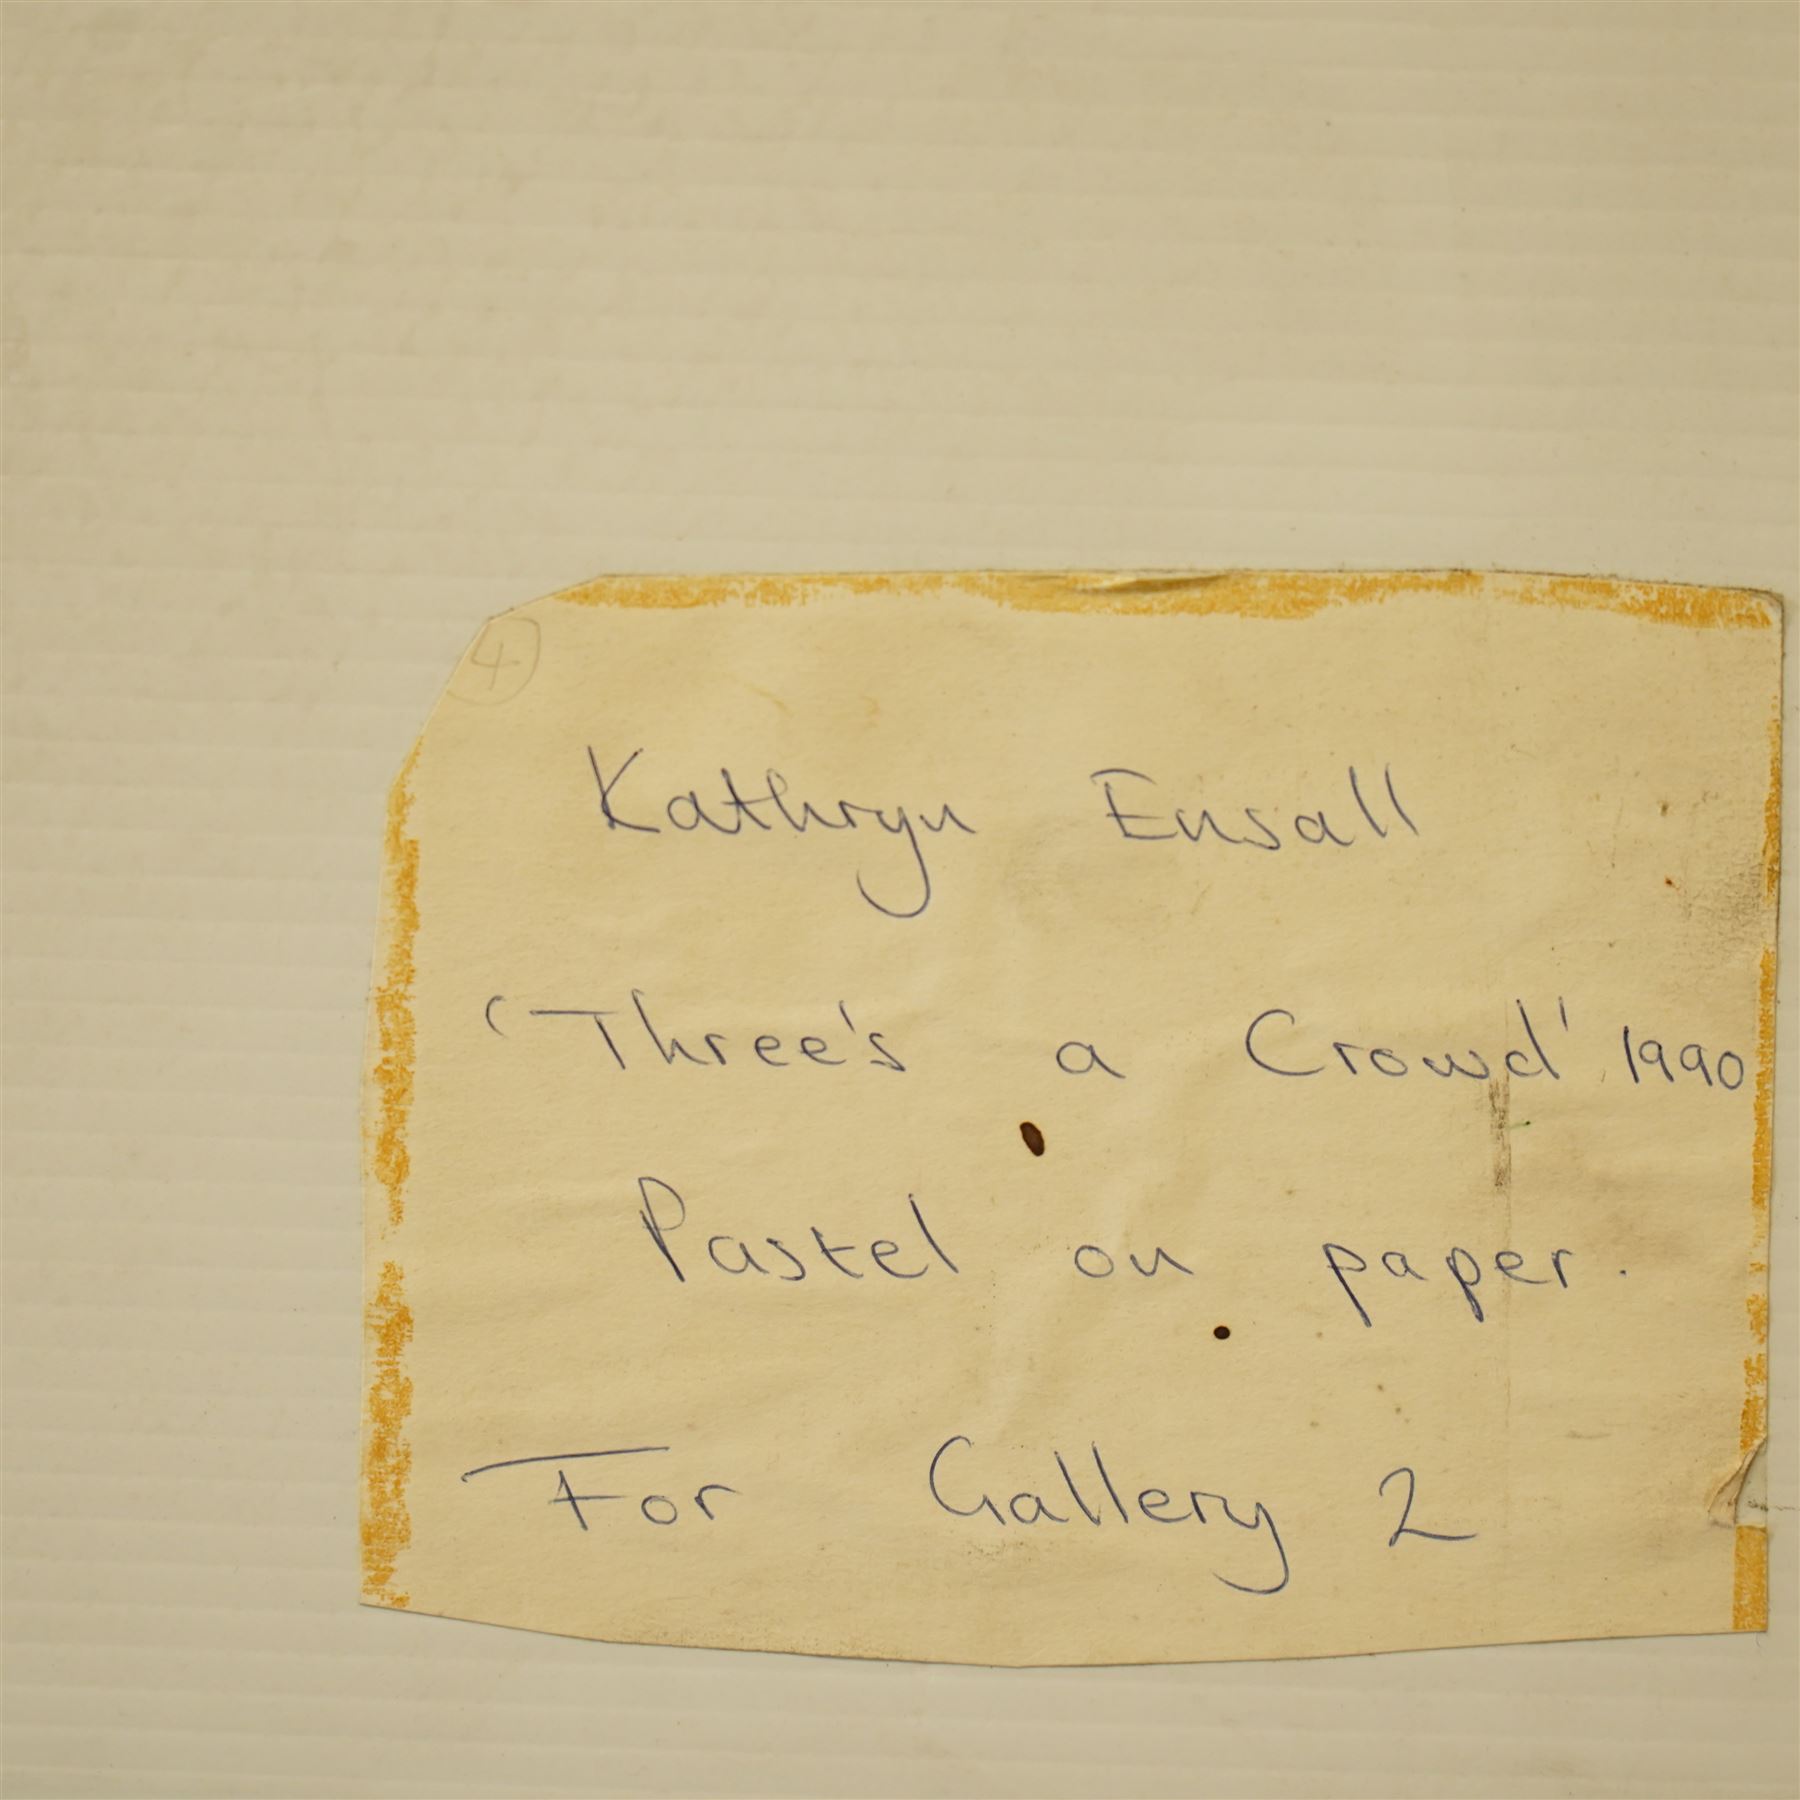 4
Kathryn Ensall
'Three's a Crowd' 1990
Pastel on paper.
For Gallery 2